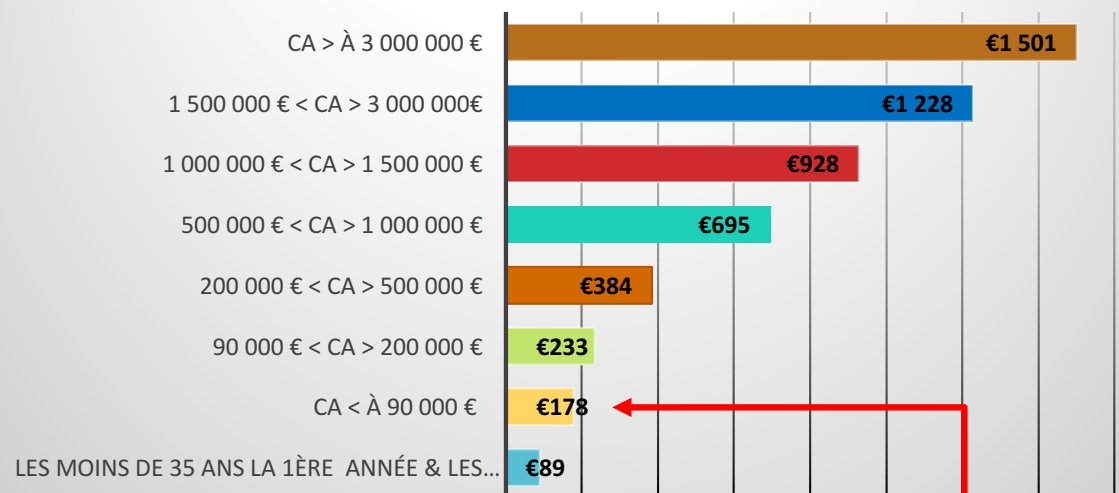 CA > À 3 000 000 € €1 501
1 500 000 € < CA > 3 000 000€ €1 228
1 000 000 € < CA > 1 500 000 € €928
500 000 € < CA > 1 000 000 € €695
200 000 € < CA > 500 000 € €384
90 000 € < CA > 200 000 € €233
CA < À 90 000 € €178
LES MOINS DE 35 ANS LA 1ÈRE ANNÉE & LES... €89